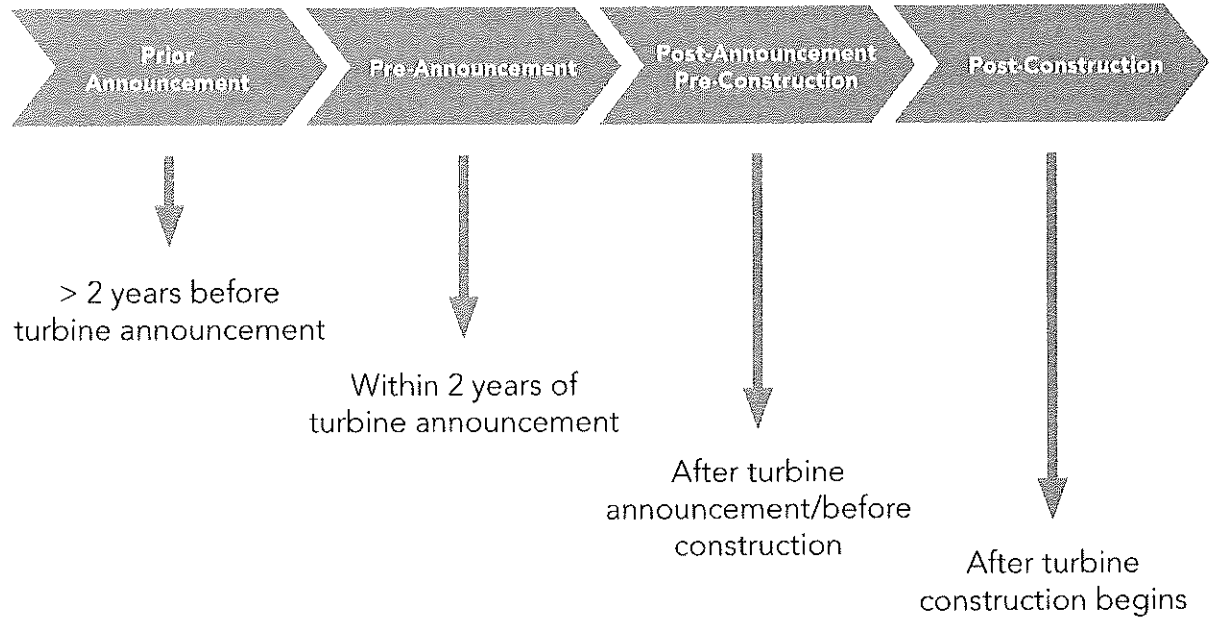 Prior
Announcement
Pre-Announcement
Post-Announcement
Pre-Construction
Post-Construction
> 2 years before
turbine announcement
Within 2 years of
turbine announcement
After turbine
announcement/before
construction
After turbine
construction begins